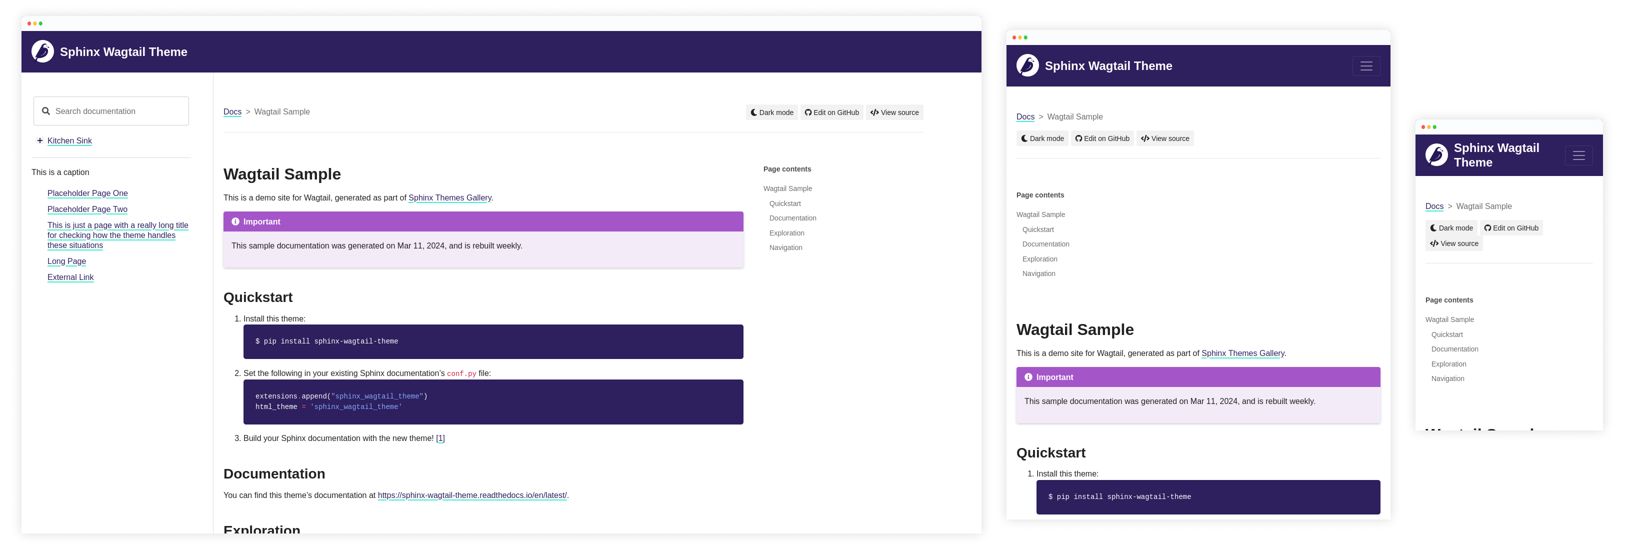 Sphinx Wagtail Theme
Search documentation
+ Kitchen Sink
This is a caption
Placeholder Page One
Placeholder Page Two
This is just a page with a really long title
for checking how the theme handles
these situations
Long Page
External Link
Docs > Wagtail Sample
Dark mode Edit on GitHub View source
Wagtail Sample
This is a demo site for Wagtail, generated as part of Sphinx Themes Gallery.
Important
This sample documentation was generated on Mar 11, 2024, and is rebuilt weekly.
Quickstart
1. Install this theme:
$ pip install sphinx-wagtail-theme
2. Set the following in your existing Sphinx documentation's conf.py file:
extensions.append("sphinx_wagtail_theme")
html_theme = 'sphinx_wagtail_theme'
3. Build your Sphinx documentation with the new theme! [1]
Documentation
You can find this theme's documentation at https://sphinx-wagtail-theme.readthedocs.io/en/latest/.
Exploration
Page contents
Wagtail Sample
Quickstart
Documentation
Exploration
Navigation
Sphinx Wagtail Theme
Docs > Wagtail Sample
Dark mode Edit on GitHub View source
Page contents
Wagtail Sample
Quickstart
Documentation
Exploration
Navigation
Wagtail Sample
This is a demo site for Wagtail, generated as part of Sphinx Themes Gallery.
Important
This sample documentation was generated on Mar 11, 2024, and is rebuilt weekly.
Quickstart
1. Install this theme:
$ pip install sphinx-wagtail-theme
Sphinx Wagtail
Theme
Docs > Wagtail Sample
Dark mode Edit on GitHub
View source
Page contents
Wagtail Sample
Quickstart
Documentation
Exploration
Navigation